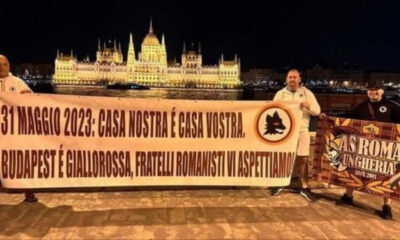 31 MAGGIO 2023: CASA NOSTRA É CASA VOSTRA.
BUDAPEST É GIALLOROSSA, FRATELLI ROMANISTI VI ASPETTIAMO
AS ROMA
UNGHERIA